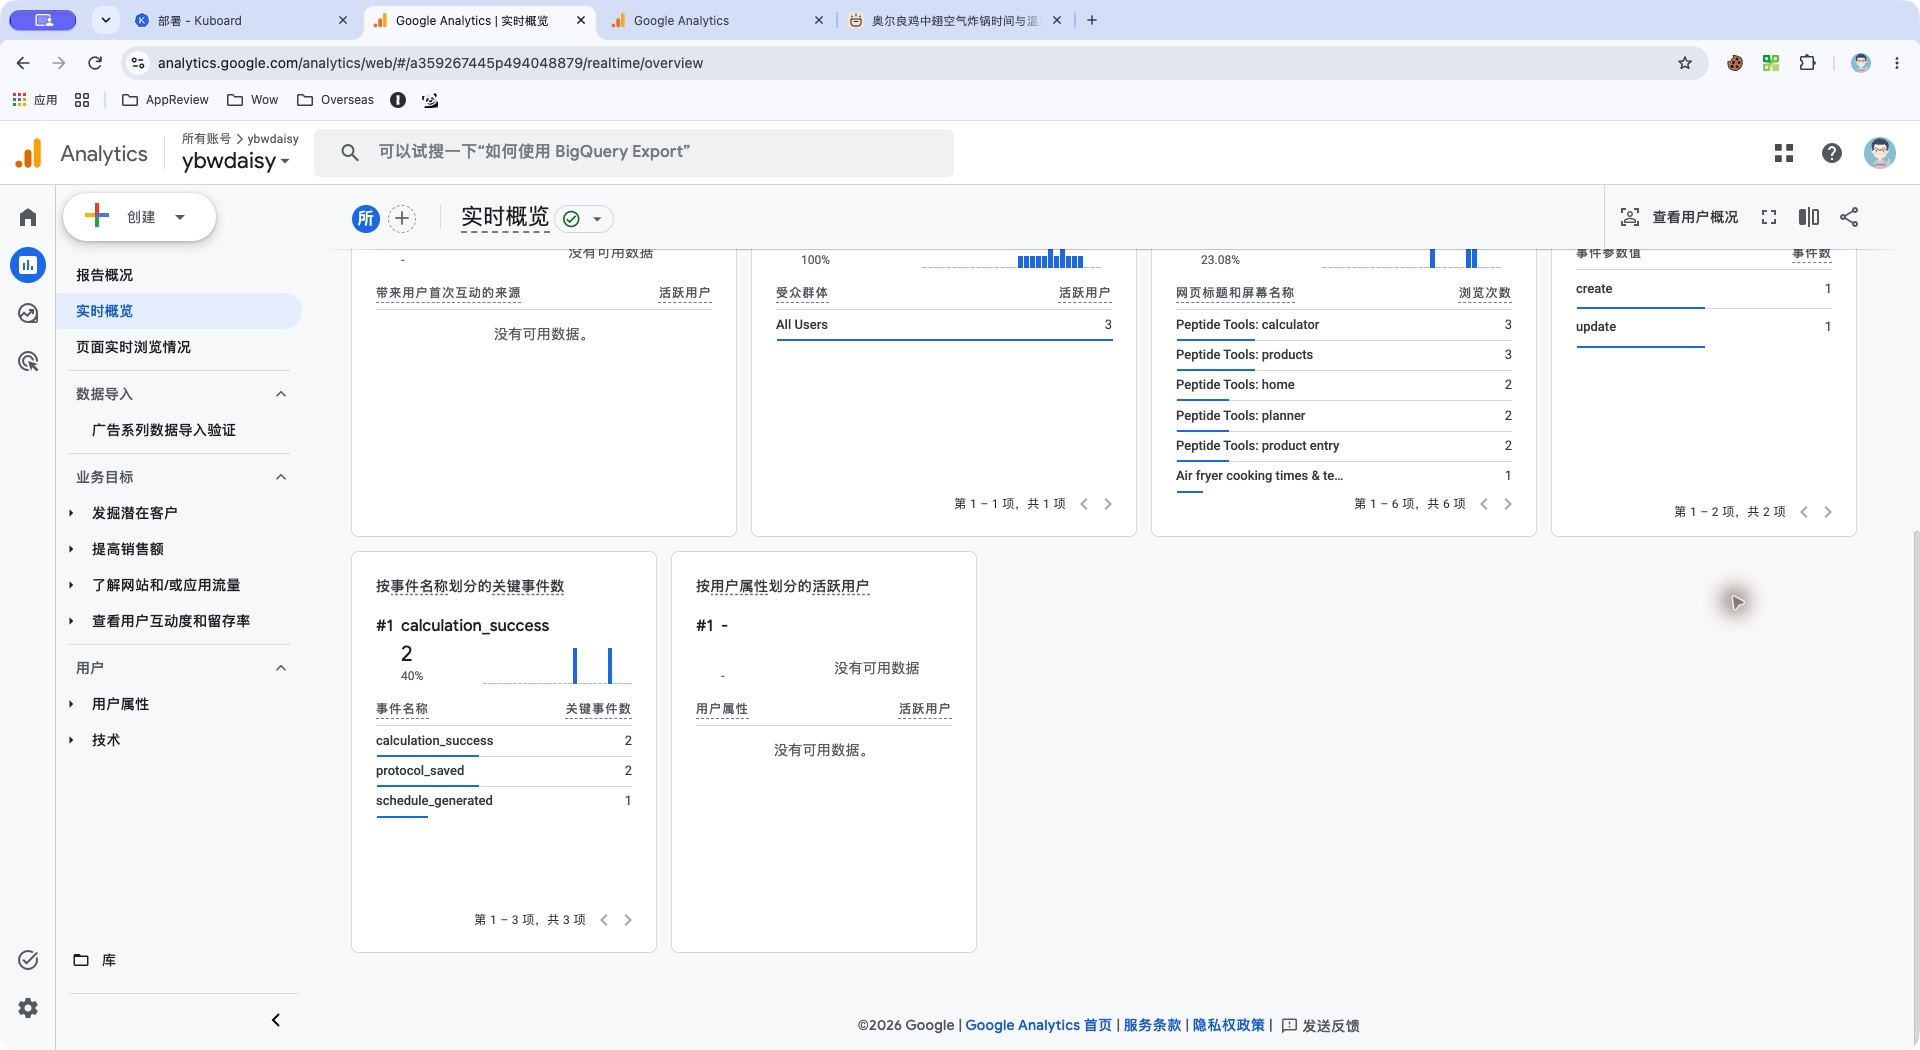 部署 - Kuboard
Google Analytics | 实时概览
Google Analytics
奥尔良鸡中翅空气炸锅时间与温
analytics.google.com/analytics/web/#/a359267445p494048879/realtime/overview
应用
AppReview
Wow
Overseas
Analytics
所有账号 > ybwdaisy
ybwdaisy
可以试搜一下“如何使用 BigQuery Export”
创建
所
实时概览
查看用户概况
报告概况
实时概览
页面实时浏览情况
数据导入
广告系列数据导入验证
业务目标
发掘潜在客户
提高销售额
了解网站和/或应用流量
查看用户互动度和留存率
用户
用户属性
技术
库
-
没有可用数据
带来用户首次互动的来源 活跃用户
没有可用数据。
100%
受众群体 活跃用户
All Users 3
第 1 – 1 项，共 1 项
23.08%
网页标题和屏幕名称 浏览次数
Peptide Tools: calculator 3
Peptide Tools: products 3
Peptide Tools: home 2
Peptide Tools: planner 2
Peptide Tools: product entry 2
Air fryer cooking times & te... 1
第 1 – 6 项，共 6 项
事件参数值 事件数
create 1
update 1
第 1 – 2 项，共 2 项
按事件名称划分的关键事件数
#1 calculation_success
2
40%
事件名称 关键事件数
calculation_success 2
protocol_saved 2
schedule_generated 1
第 1 – 3 项，共 3 项
按用户属性划分的活跃用户
#1 -
-
没有可用数据
用户属性 活跃用户
没有可用数据。
©2026 Google | Google Analytics 首页 | 服务条款 | 隐私权政策 | 发送反馈